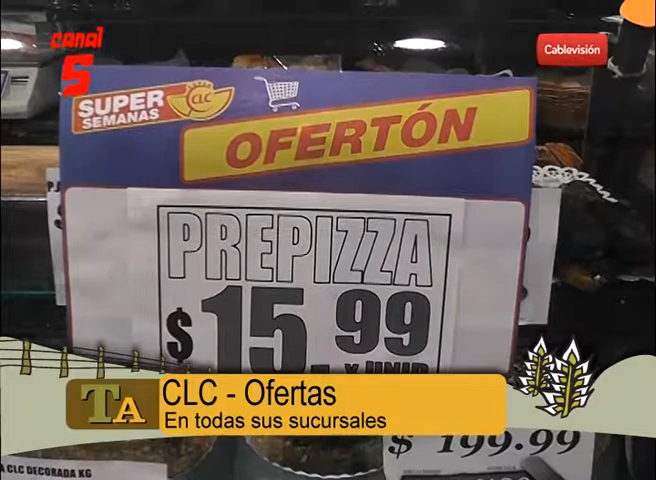 canal
5
Cablevisión
SUPER
SEMANAS
CLC
OFERTÓN
PREPIZZA
$ 15.99
X UNID
TA
CLC - Ofertas
En todas sus sucursales
$ 199.99
A CLC DECORADA KG